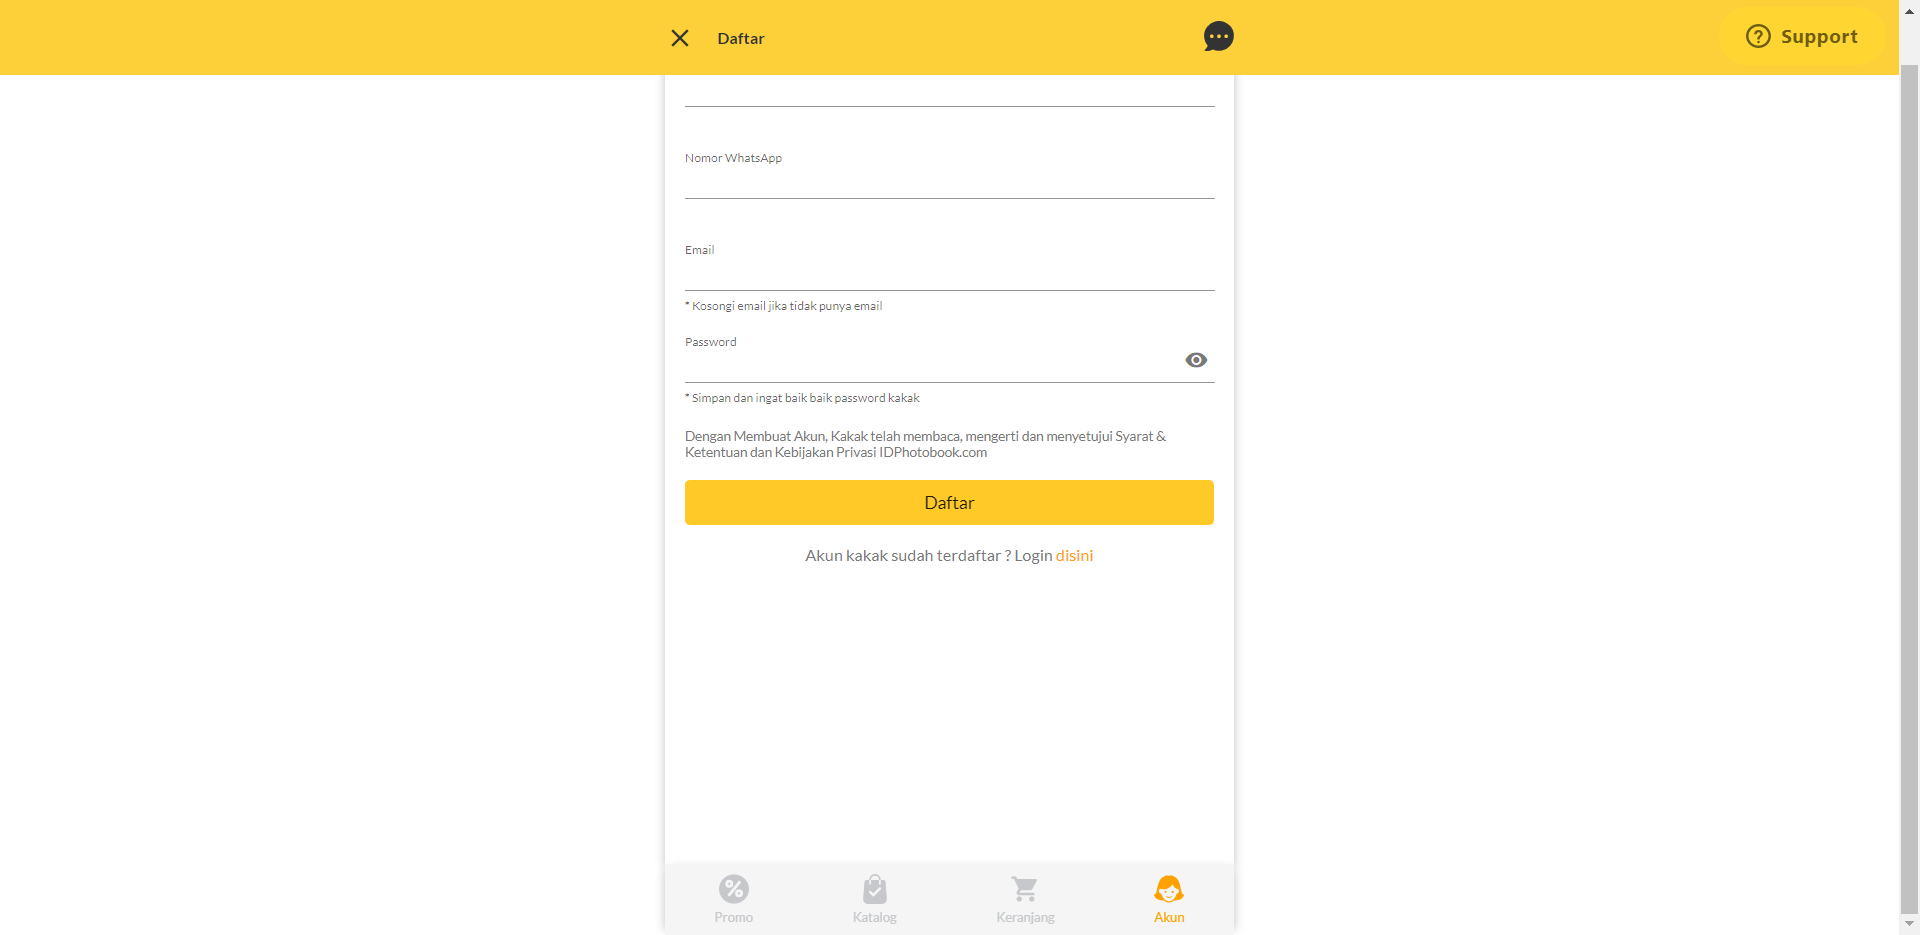 Daftar
Support
Nomor WhatsApp
Email
* Kosongi email jika tidak punya email
Password
* Simpan dan ingat baik baik password kakak
Dengan Membuat Akun, Kakak telah membaca, mengerti dan menyetujui Syarat &
Ketentuan dan Kebijakan Privasi IDPhotobook.com
Daftar
Akun kakak sudah terdaftar ? Login disini
Promo
Katalog
Keranjang
Akun